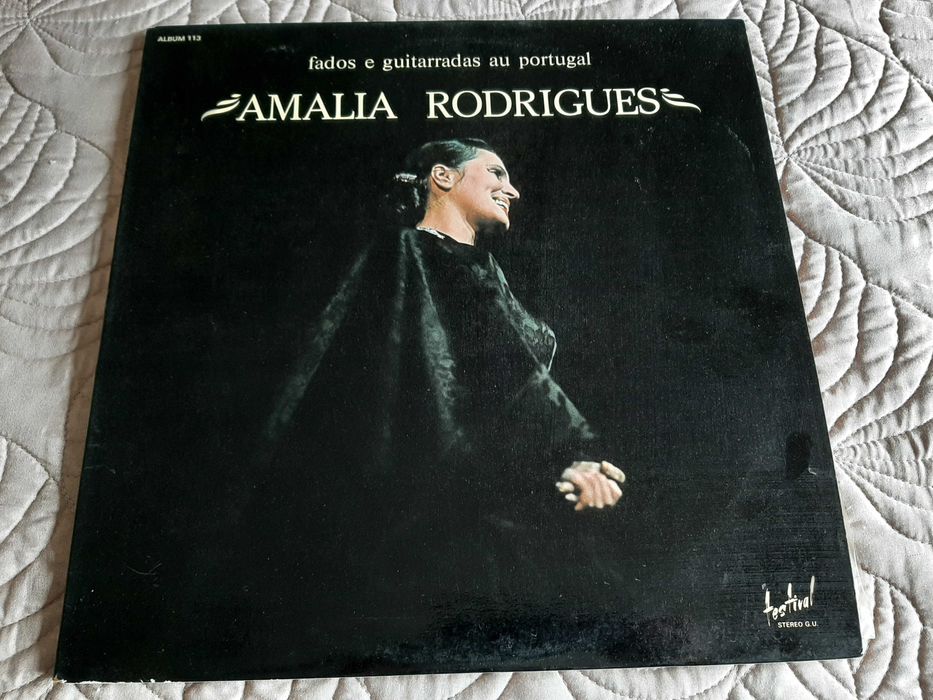 ALBUM 113
fados e guitarradas au portugal
AMALIA RODRIGUES
festival
STEREO G.U.